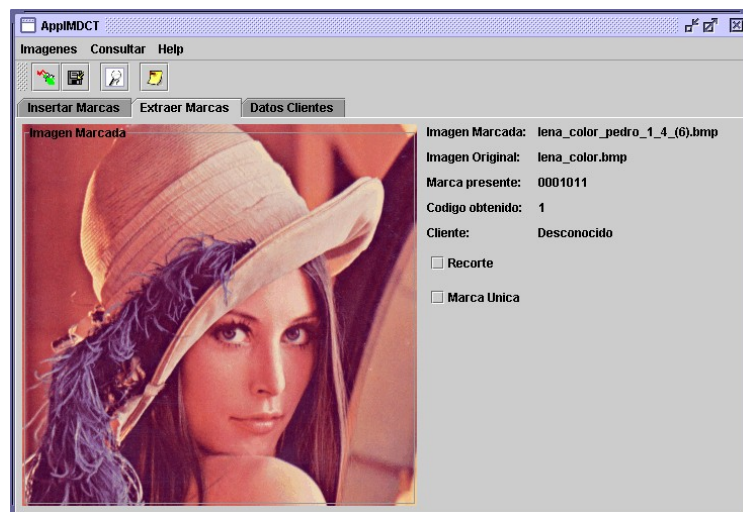 AppIMDCT
Imagenes Consultar Help
Insertar Marcas Extraer Marcas Datos Clientes
Imagen Marcada
Imagen Marcada: lena_color_pedro_1_4_(6).bmp
Imagen Original: lena_color.bmp
Marca presente: 0001011
Codigo obtenido: 1
Cliente: Desconocido
Recorte
Marca Unica